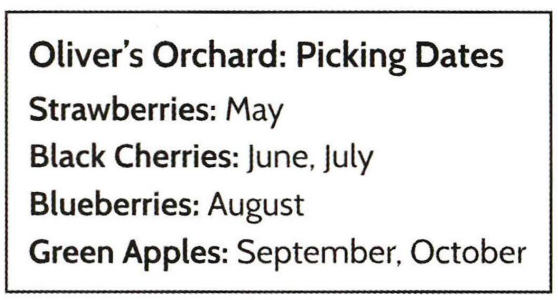 Oliver's Orchard: Picking Dates
Strawberries: May
Black Cherries: June, July
Blueberries: August
Green Apples: September, October